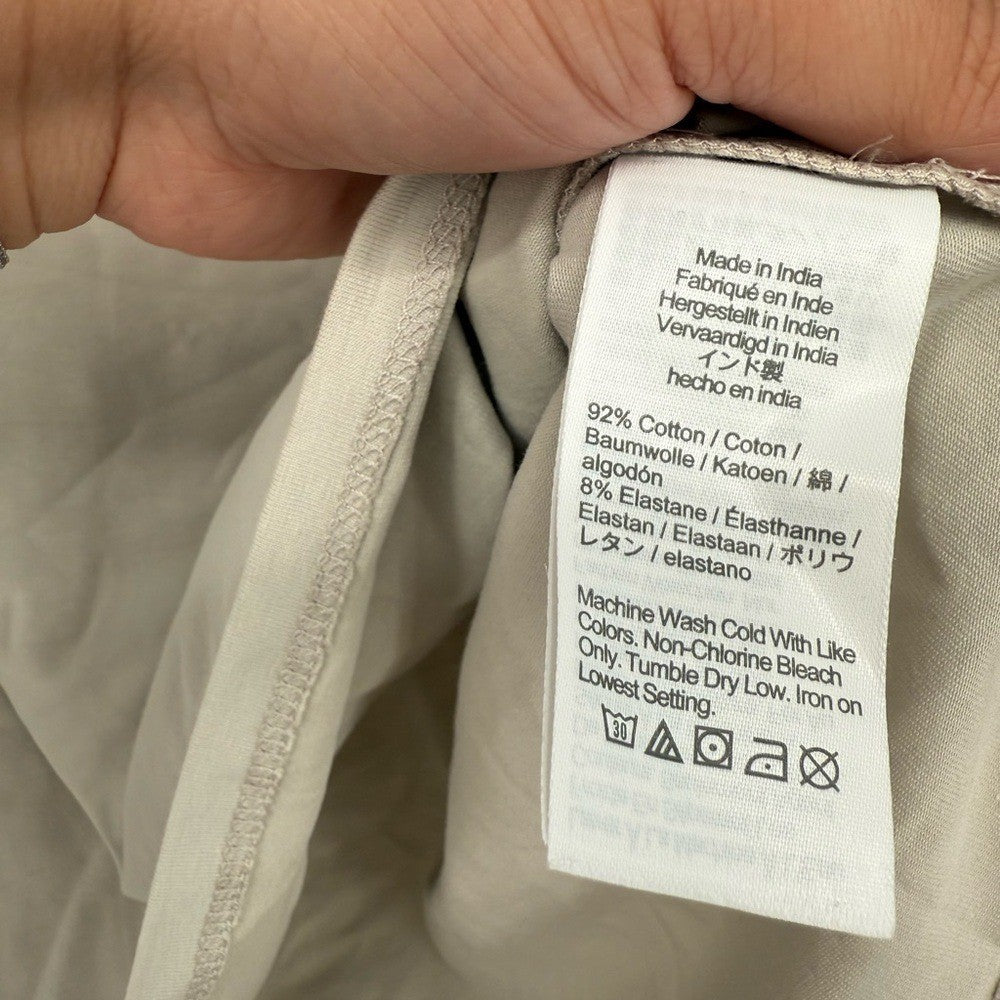 Made in India
Fabriqué en Inde
Hergestellt in Indien
Vervaardigd in India
インド製
hecho en india
92% Cotton / Coton /
Baumwolle / Katoen / 綿 /
algodón
8% Elastane / Élasthanne /
Elastan / Elastaan / ポリウ
レタン / elastano
Machine Wash Cold With Like
Colors. Non-Chlorine Bleach
Only. Tumble Dry Low. Iron on
Lowest Setting.
30